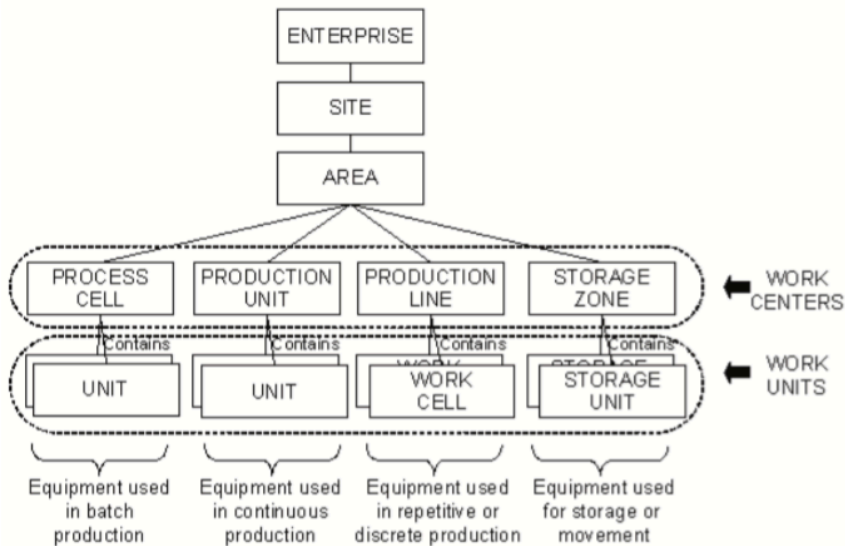 ENTERPRISE
SITE
AREA
PROCESS
CELL
PRODUCTION
UNIT
PRODUCTION
LINE
STORAGE
ZONE
WORK
CENTERS
Contains
Contains
Contains
Contains
UNIT
UNIT
WORK
WORK
CELL
STORAGE
STORAGE
UNIT
WORK
UNITS
Equipment used
in batch
production
Equipment used
in continuous
production
Equipment used
in repetitive or
discrete production
Equipment used
for storage or
movement